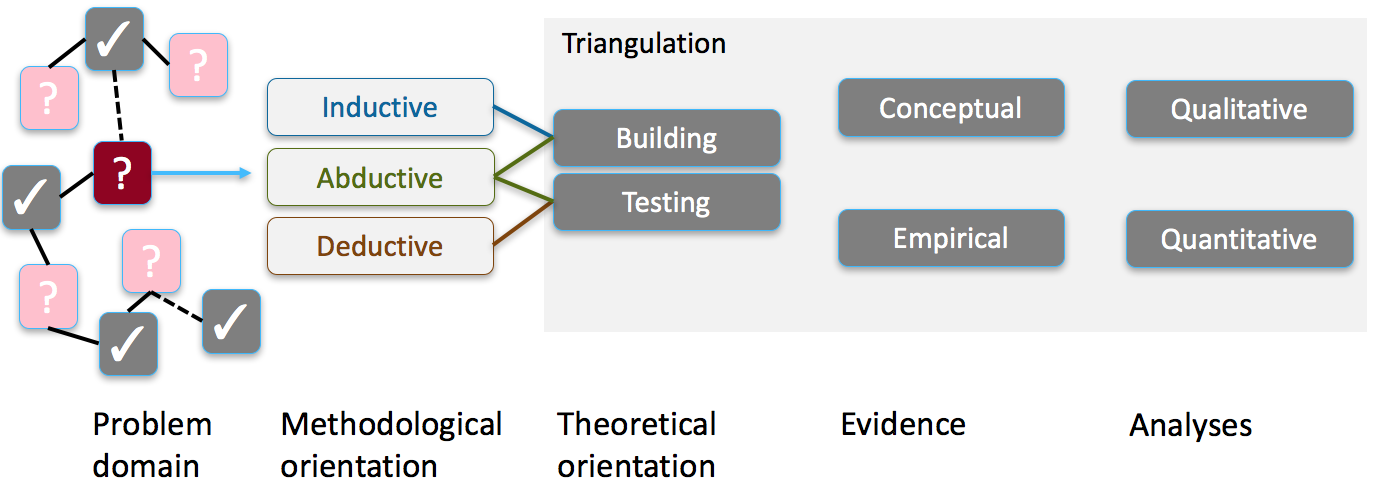 ?
?
?
?
?
Triangulation
Inductive
Abductive
Deductive
Building
Testing
Conceptual
Empirical
Qualitative
Quantitative
Problem
domain
Methodological
orientation
Theoretical
orientation
Evidence
Analyses